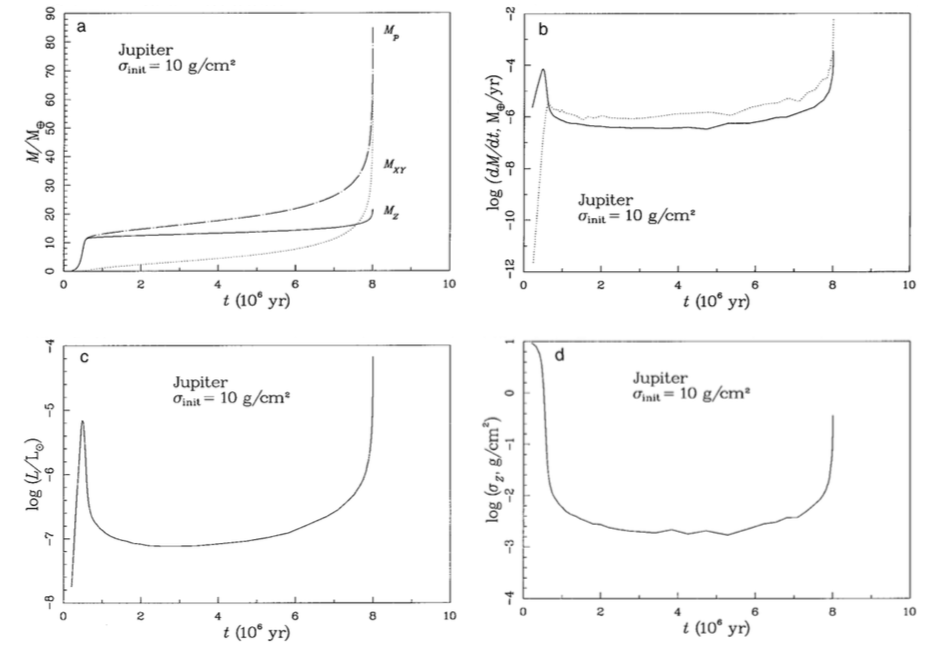 a
Jupiter
σinit = 10 g/cm²
Mp
MXY
MZ
M/M⊕
0 10 20 30 40 50 60 70 80 90
0 2 4 6 8 10
t (10⁶ yr)
b
Jupiter
σinit = 10 g/cm²
log (dM/dt, M⊕/yr)
-12 -10 -8 -6 -4 -2
0 2 4 6 8 10
t (10⁶ yr)
c
Jupiter
σinit = 10 g/cm²
log (L/L⊙)
-8 -7 -6 -5 -4
0 2 4 6 8 10
t (10⁶ yr)
d
Jupiter
σinit = 10 g/cm²
log (σZ, g/cm²)
-4 -3 -2 -1 0 1
0 2 4 6 8 10
t (10⁶ yr)